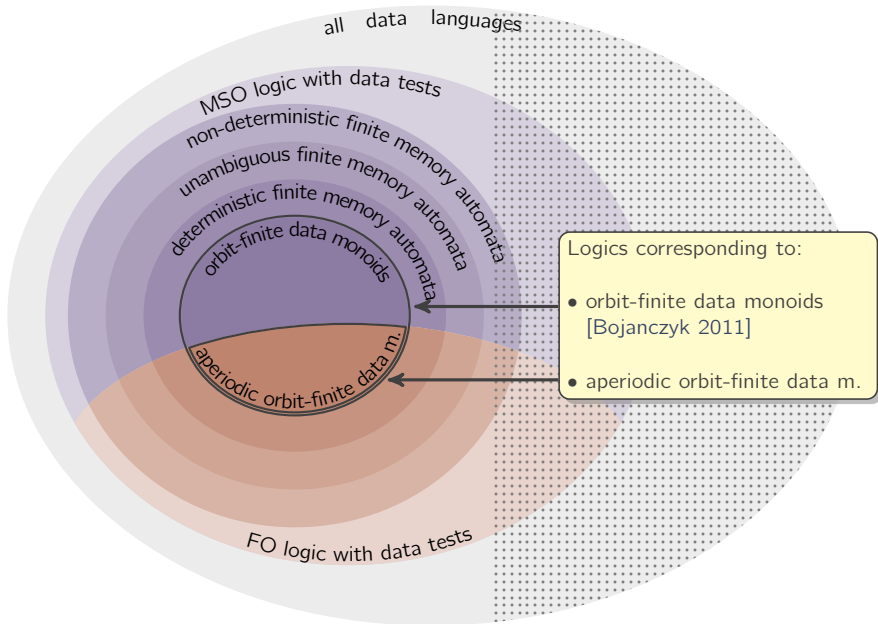 all data languages
MSO logic with data tests
non-deterministic finite memory automata
unambiguous finite memory automata
deterministic finite memory automata
orbit-finite data monoids
Logics corresponding to:
• orbit-finite data monoids
[Bojanczyk 2011]
• aperiodic orbit-finite data m.
aperiodic orbit-finite data m.
FO logic with data tests